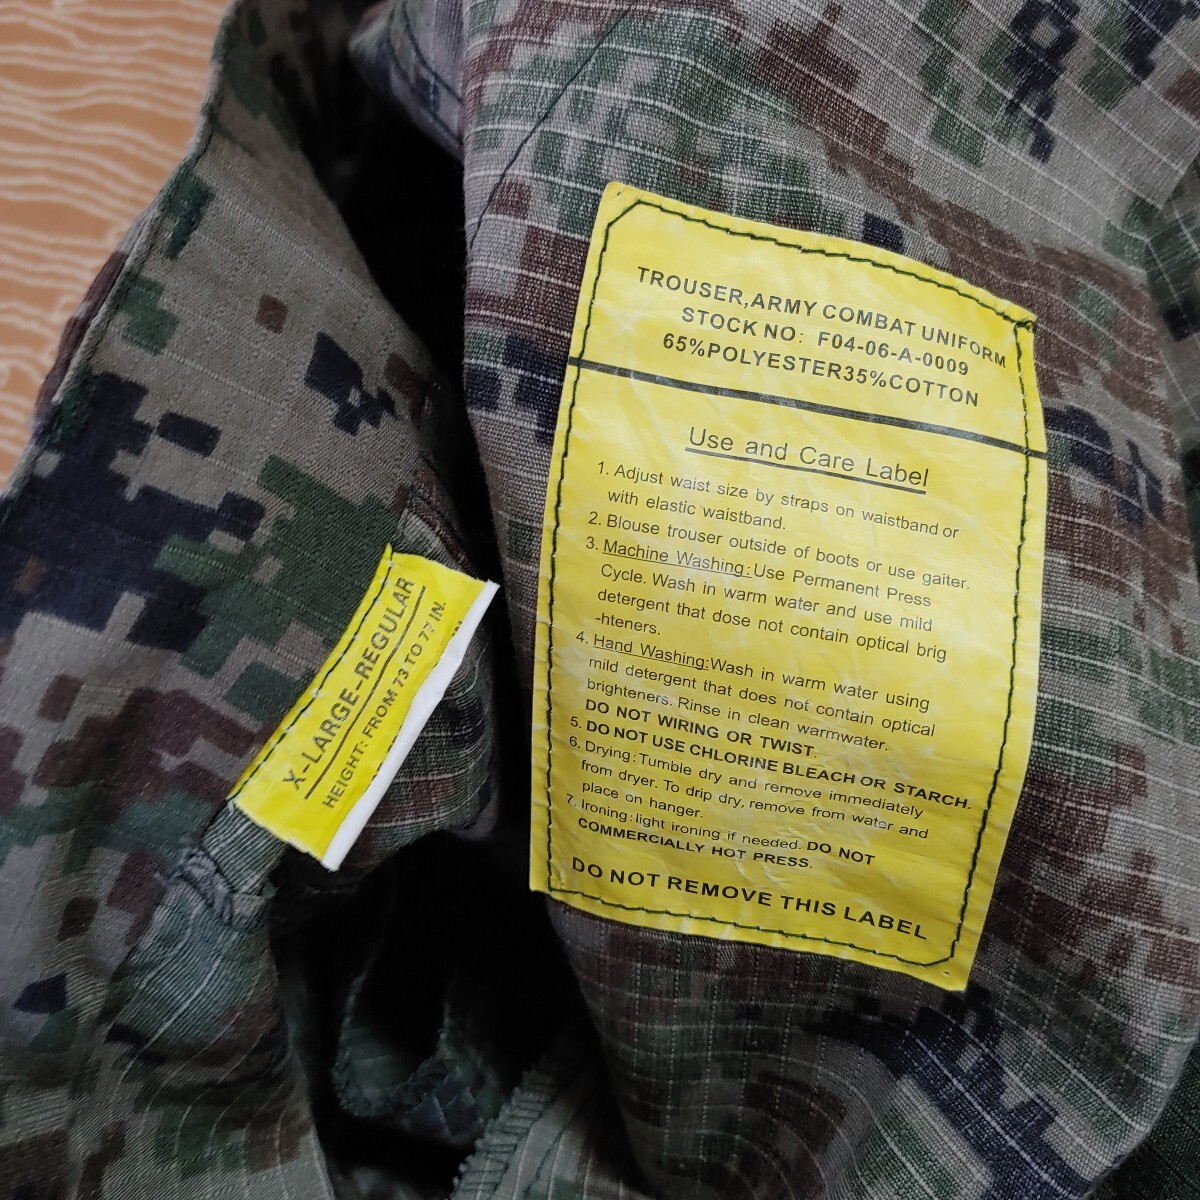 TROUSER,ARMY COMBAT UNIFORM
STOCK NO: F04-06-A-0009
65%POLYESTER35%COTTON
Use and Care Label
1. Adjust waist size by straps on waistband or
with elastic waistband.
2. Blouse trouser outside of boots or use gaiter.
3. Machine Washing:Use Permanent Press
Cycle. Wash in warm water and use mild
detergent that dose not contain optical brig
-hteners.
4. Hand Washing:Wash in warm water using
mild detergent that does not contain optical
brighteners. Rinse in clean warmwater.
DO NOT WIRING OR TWIST.
5. DO NOT USE CHLORINE BLEACH OR STARCH.
6. Drying:Tumble dry and remove immediately
from dryer. To drip dry, remove from water and
place on hanger.
7. Ironing:light ironing if needed. DO NOT
COMMERCIALLY HOT PRESS.
DO NOT REMOVE THIS LABEL
X-LARGE-REGULAR
HEIGHT: FROM 73 TO 77 IN.